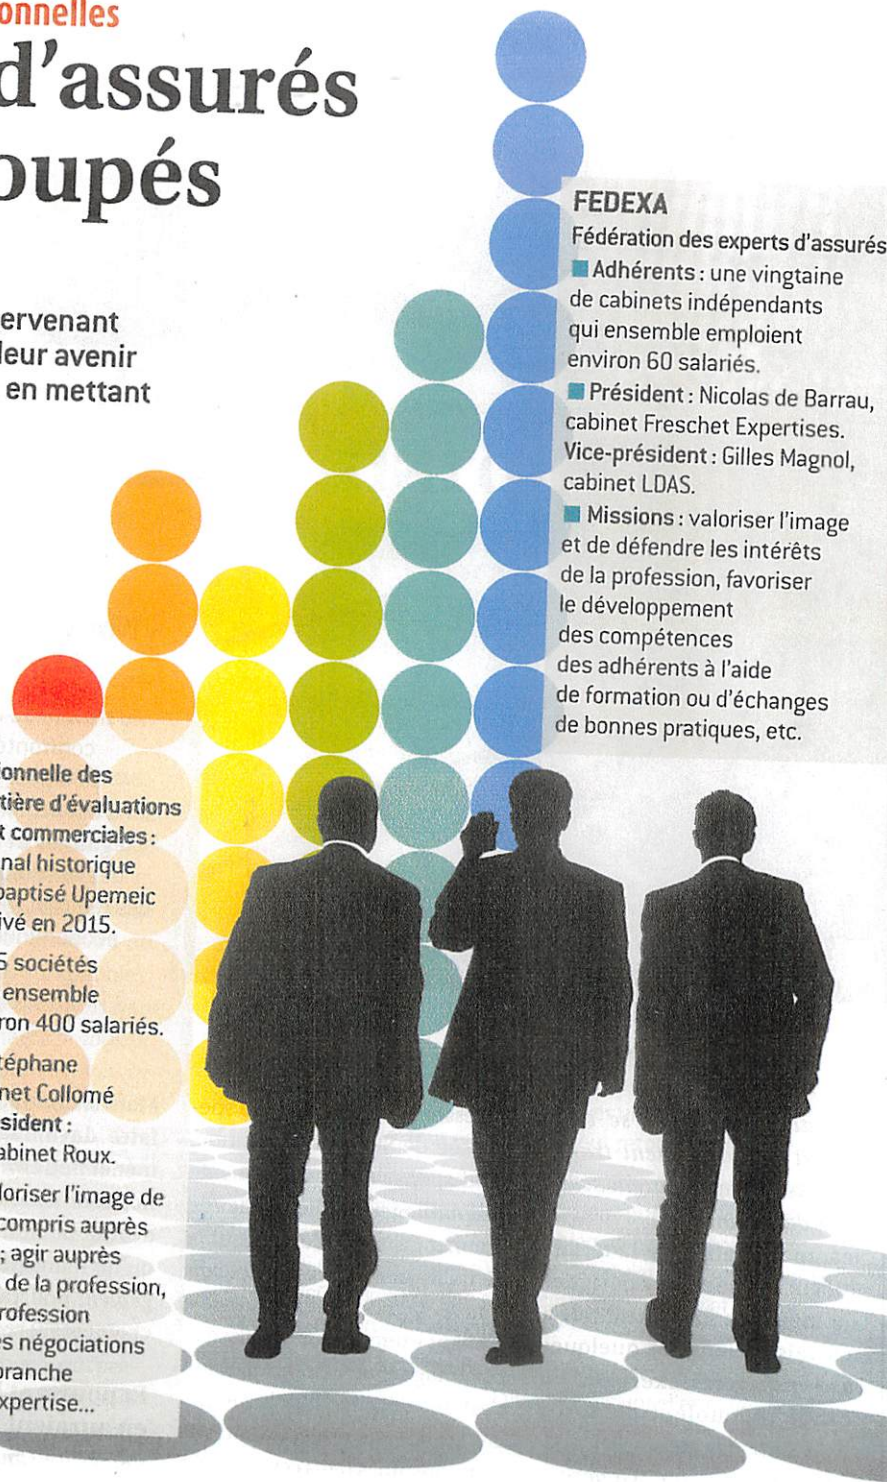 onnelles
d'assurés
oupés
ervenant
leur avenir
en mettant
FEDEXA
Fédération des experts d'assurés
■ Adhérents : une vingtaine
de cabinets indépendants
qui ensemble emploient
environ 60 salariés.
■ Président : Nicolas de Barrau,
cabinet Freschet Expertises.
Vice-président : Gilles Magnol,
cabinet LDAS.
■ Missions : valoriser l'image
et de défendre les intérêts
de la profession, favoriser
le développement
des compétences
des adhérents à l'aide
de formation ou d'échanges
de bonnes pratiques, etc.
ionnelle des
tière d'évaluations
t commerciales :
nal historique
baptisé Upemeic
ivé en 2015.
5 sociétés
ensemble
ron 400 salariés.
téphane
net Collomé
sident :
abinet Roux.
loriser l'image de
compris auprès
; agir auprès
de la profession,
rofession
s négociations
branche
xpertise...